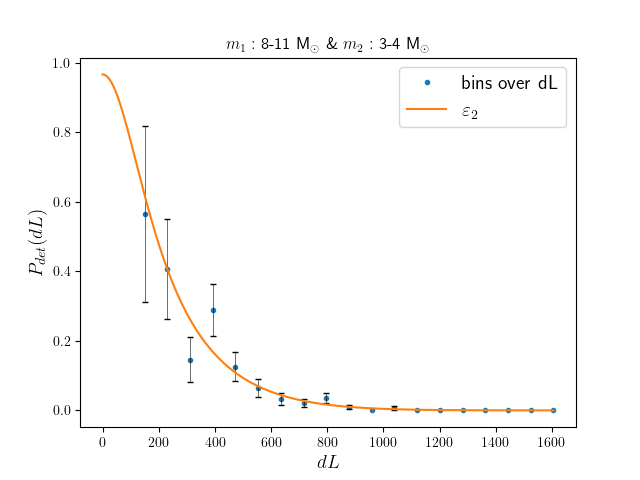 m₁ : 8-11 M⊙ & m₂ : 3-4 M⊙
bins over dL
ε₂
P_det(dL)
1.0
0.8
0.6
0.4
0.2
0.0
0 200 400 600 800 1000 1200 1400 1600
dL